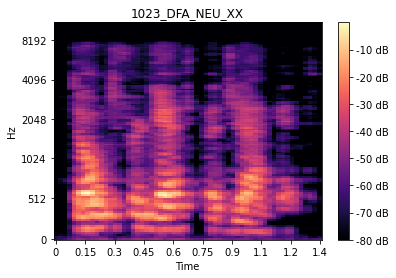 1023_DFA_NEU_XX
8192
4096
2048
1024
512
0
Hz
0 0.15 0.3 0.45 0.6 0.75 0.9 1.1 1.2 1.4
Time
-10 dB
-20 dB
-30 dB
-40 dB
-50 dB
-60 dB
-70 dB
-80 dB